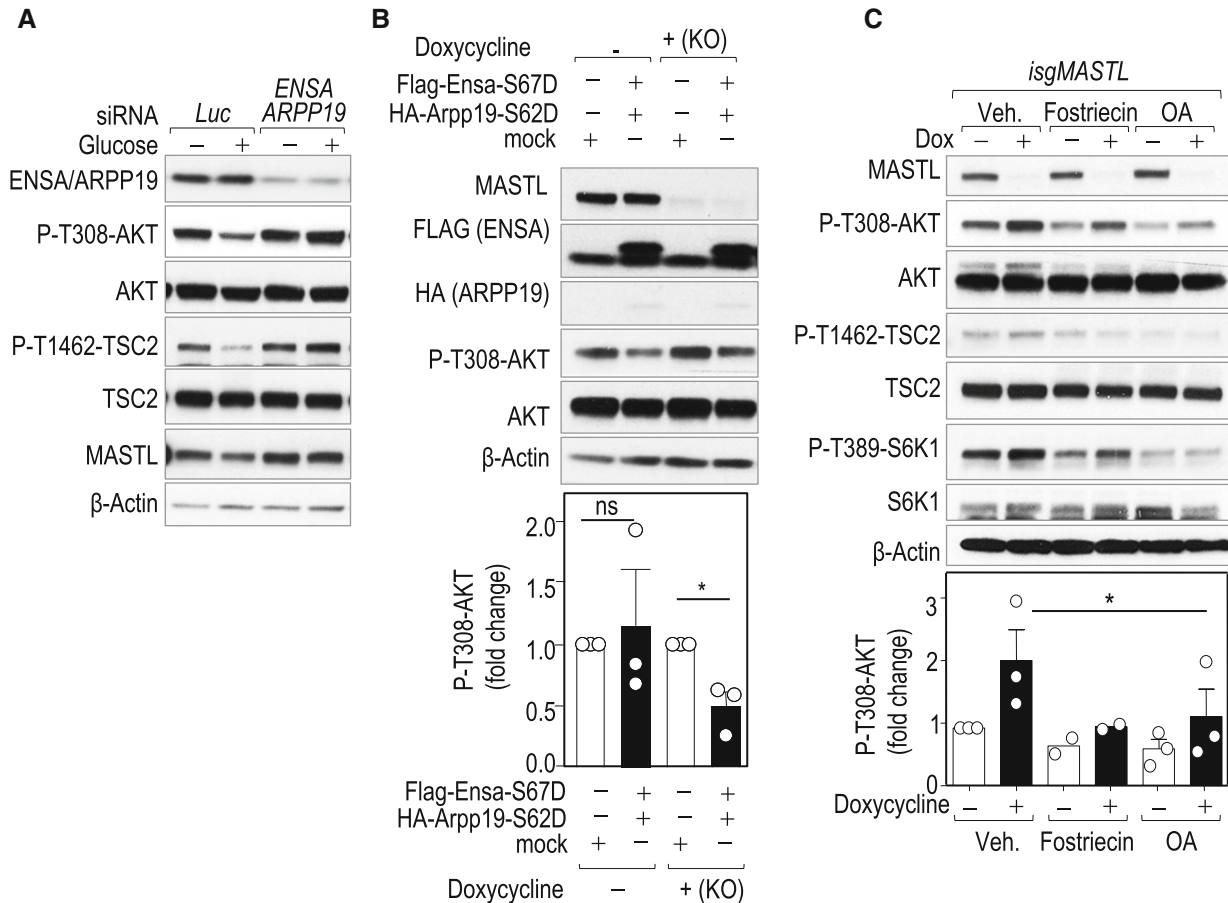 A
ENSA
siRNA Luc ARPP19
Glucose − + − +
ENSA/ARPP19
P-T308-AKT
AKT
P-T1462-TSC2
TSC2
MASTL
β-Actin
B
Doxycycline - + (KO)
Flag-Ensa-S67D − + − +
HA-Arpp19-S62D − + − +
mock + − + −
MASTL
FLAG (ENSA)
HA (ARPP19)
P-T308-AKT
AKT
β-Actin
ns
*
P-T308-AKT
(fold change)
2.0
1.5
1.0
0.5
0.0
Flag-Ensa-S67D − + − +
HA-Arpp19-S62D − + − +
mock + − + −
Doxycycline − + (KO)
C
isgMASTL
Veh. Fostriecin OA
Dox − + − + − +
MASTL
P-T308-AKT
AKT
P-T1462-TSC2
TSC2
P-T389-S6K1
S6K1
β-Actin
*
P-T308-AKT
(fold change)
3
2
1
0
Doxycycline − + − + − +
Veh. Fostriecin OA